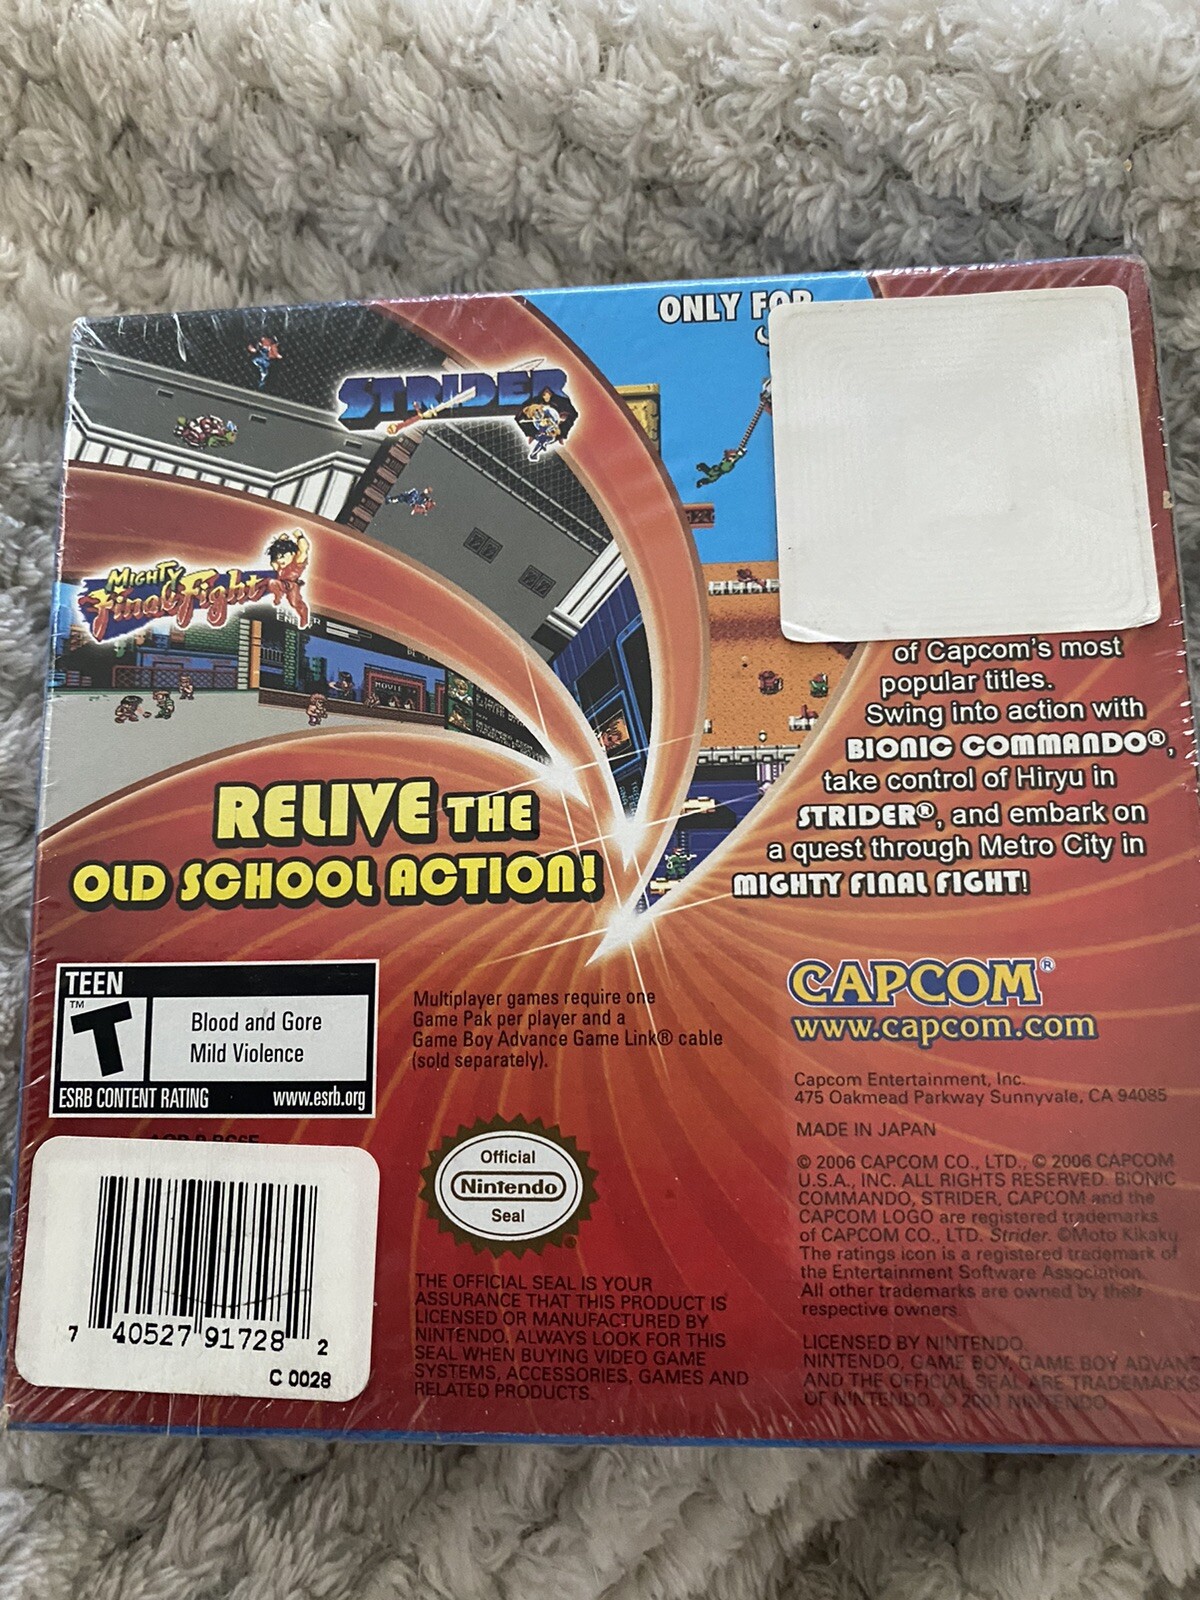 ONLY FOR
STRIDER
MIGHTY
Final Fight
MOVIE
of Capcom's most
popular titles.
Swing into action with
BIONIC COMMANDO®,
take control of Hiryu in
STRIDER®, and embark on
a quest through Metro City in
MIGHTY FINAL FIGHT!
RELIVE THE
OLD SCHOOL ACTION!
TEEN
TM
T
Blood and Gore
Mild Violence
ESRB CONTENT RATING www.esrb.org
Multiplayer games require one
Game Pak per player and a
Game Boy Advance Game Link® cable
(sold separately).
CAPCOM®
www.capcom.com
Capcom Entertainment, Inc.
475 Oakmead Parkway Sunnyvale, CA 94085
MADE IN JAPAN
© 2006 CAPCOM CO., LTD., © 2006 CAPCOM
U.S.A., INC. ALL RIGHTS RESERVED. BIONIC
COMMANDO, STRIDER, CAPCOM and the
CAPCOM LOGO are registered trademarks
of CAPCOM CO., LTD. Strider. ©Moto Kikaku
The ratings icon is a registered trademark of
the Entertainment Software Association.
All other trademarks are owned by their
respective owners.
LICENSED BY NINTENDO.
NINTENDO, GAME BOY, GAME BOY ADVAN
AND THE OFFICIAL SEAL ARE TRADEMARKS
OF NINTENDO. © 2001 NINTENDO.
Official
Nintendo
Seal
®
THE OFFICIAL SEAL IS YOUR
ASSURANCE THAT THIS PRODUCT IS
LICENSED OR MANUFACTURED BY
NINTENDO. ALWAYS LOOK FOR THIS
SEAL WHEN BUYING VIDEO GAME
SYSTEMS, ACCESSORIES, GAMES AND
RELATED PRODUCTS.
7 40527 91728 2
C 0028